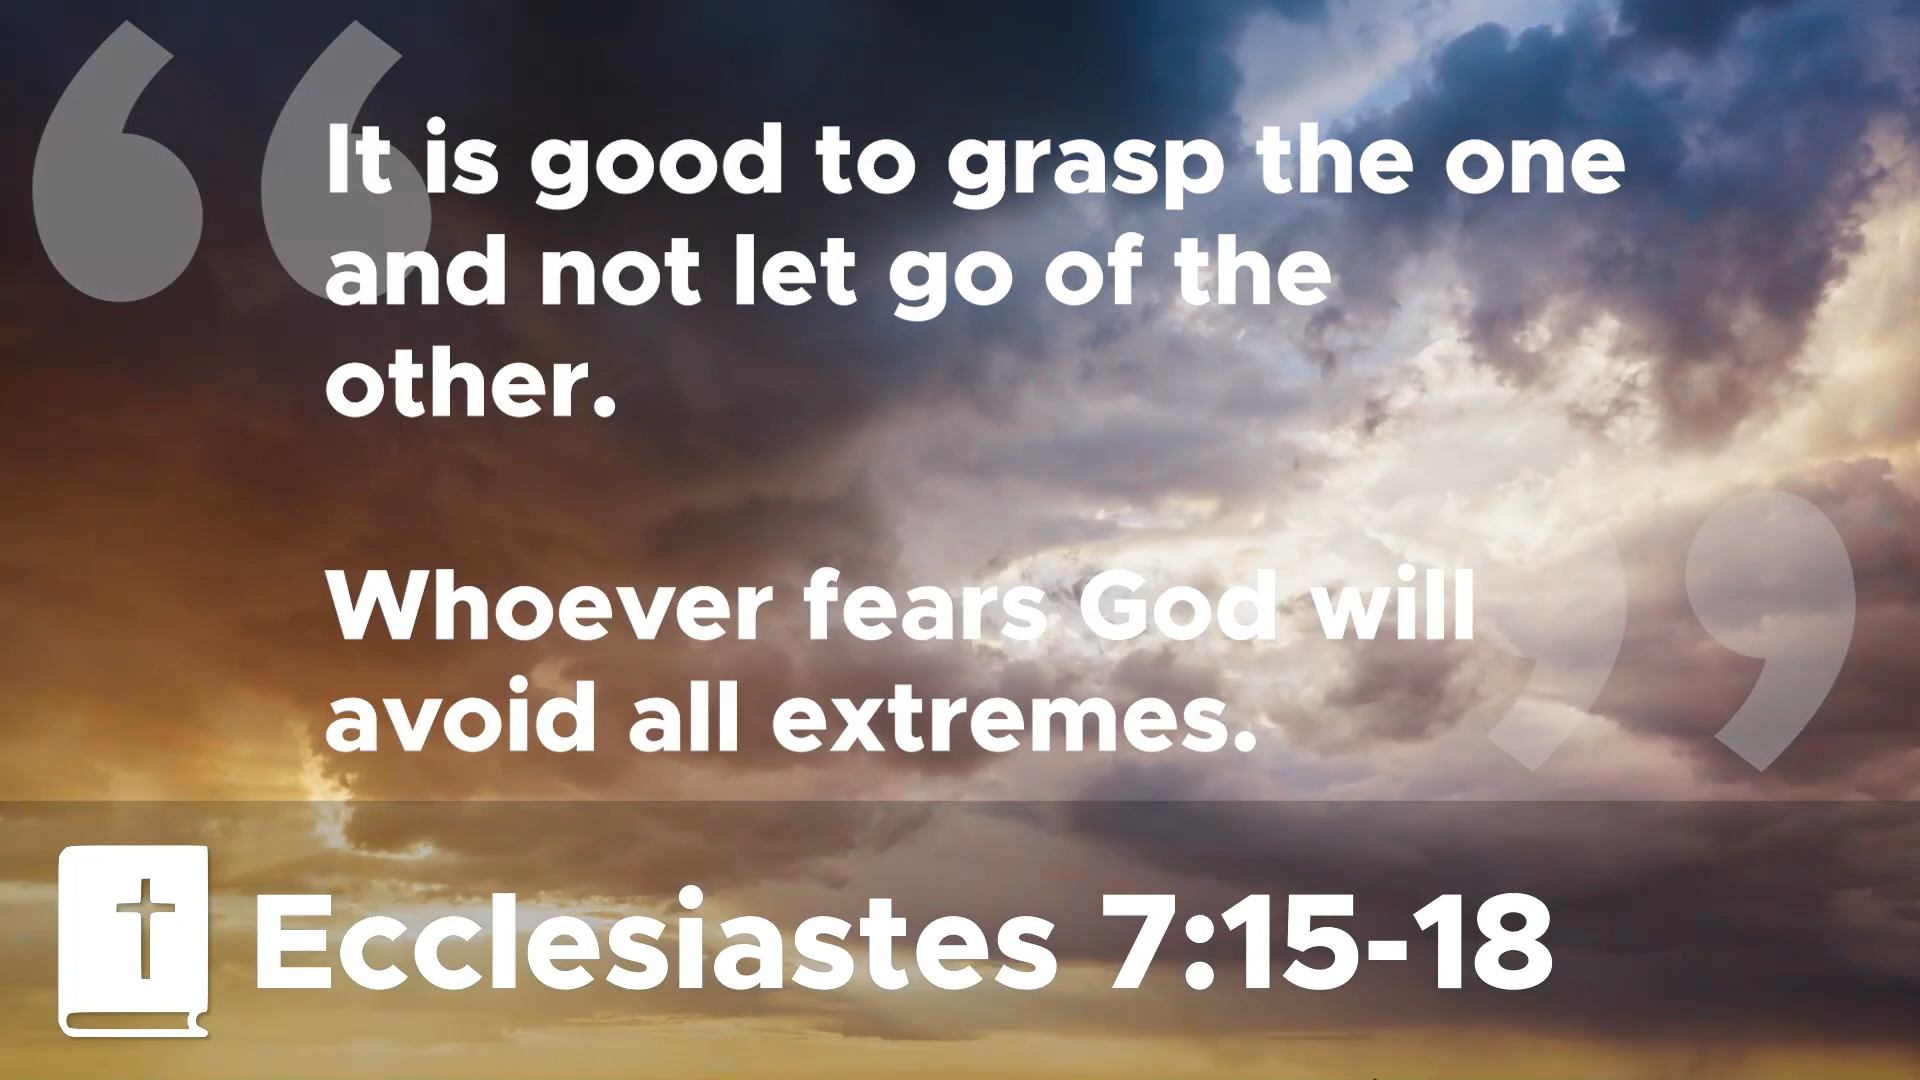 It is good to grasp the one
and not let go of the
other.
Whoever fears God will
avoid all extremes.
Ecclesiastes 7:15-18